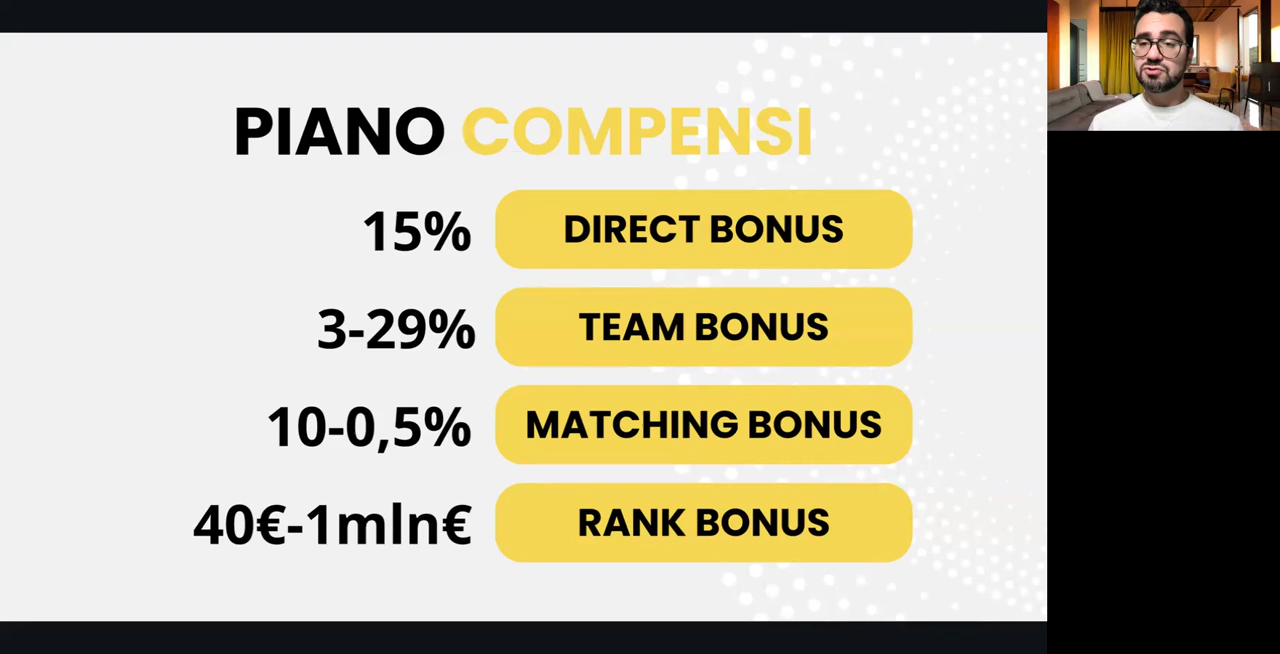 PIANO COMPENSI
15% DIRECT BONUS
3-29% TEAM BONUS
10-0,5% MATCHING BONUS
40€-1mln€ RANK BONUS